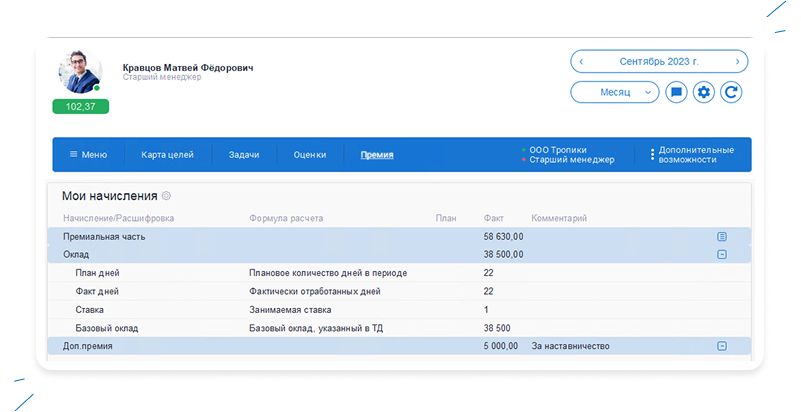 Кравцов Матвей Фёдорович
Старший менеджер
102,37
Сентябрь 2023 г.
Месяц
Меню Карта целей Задачи Оценки Премия
ООО Тропики
Старший менеджер
Дополнительные
возможности
Мои начисления
Начисление/Расшифровка Формула расчета План Факт Комментарий
Премиальная часть 58 630,00
Оклад 38 500,00
План дней Плановое количество дней в периоде 22
Факт дней Фактически отработанных дней 22
Ставка Занимаемая ставка 1
Базовый оклад Базовый оклад, указанный в ТД 38 500
Доп.премия 5 000,00 За наставничество